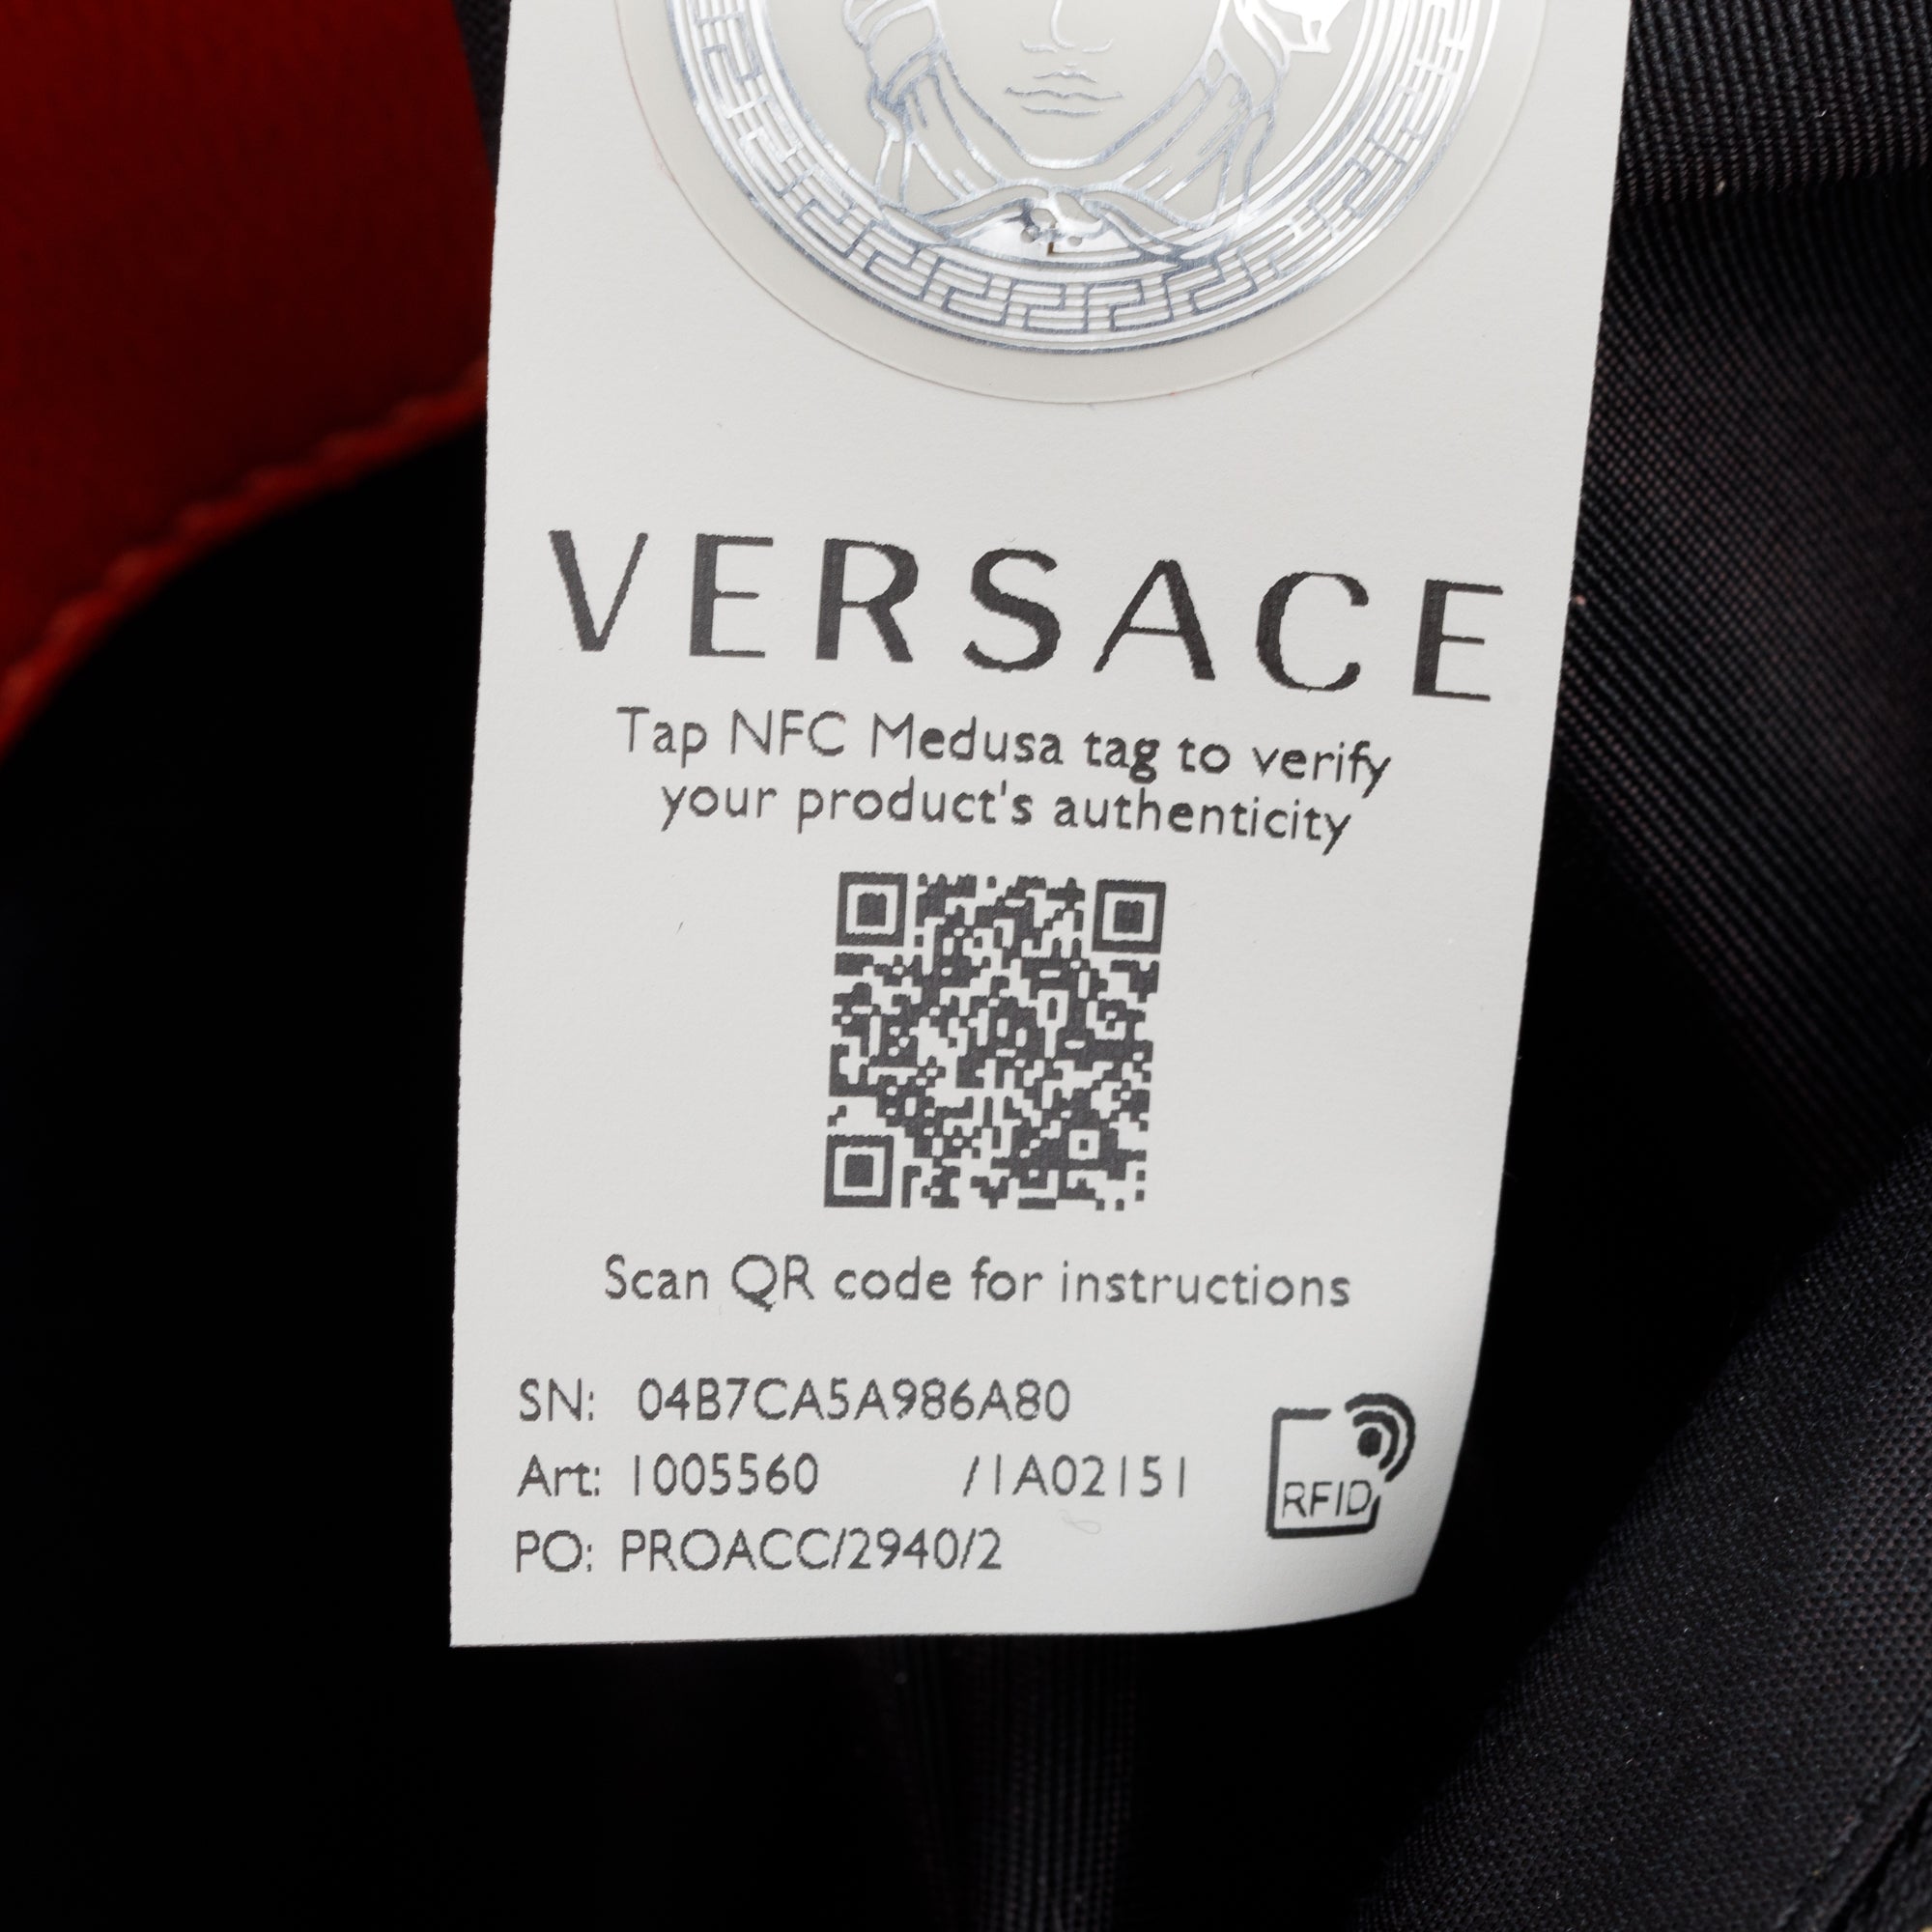 VERSACE
Tap NFC Medusa tag to verify
your product's authenticity
Scan QR code for instructions
SN: 04B7CA5A986A80
Art: 1005560 /1A02151
RFID
PO: PROACC/2940/2